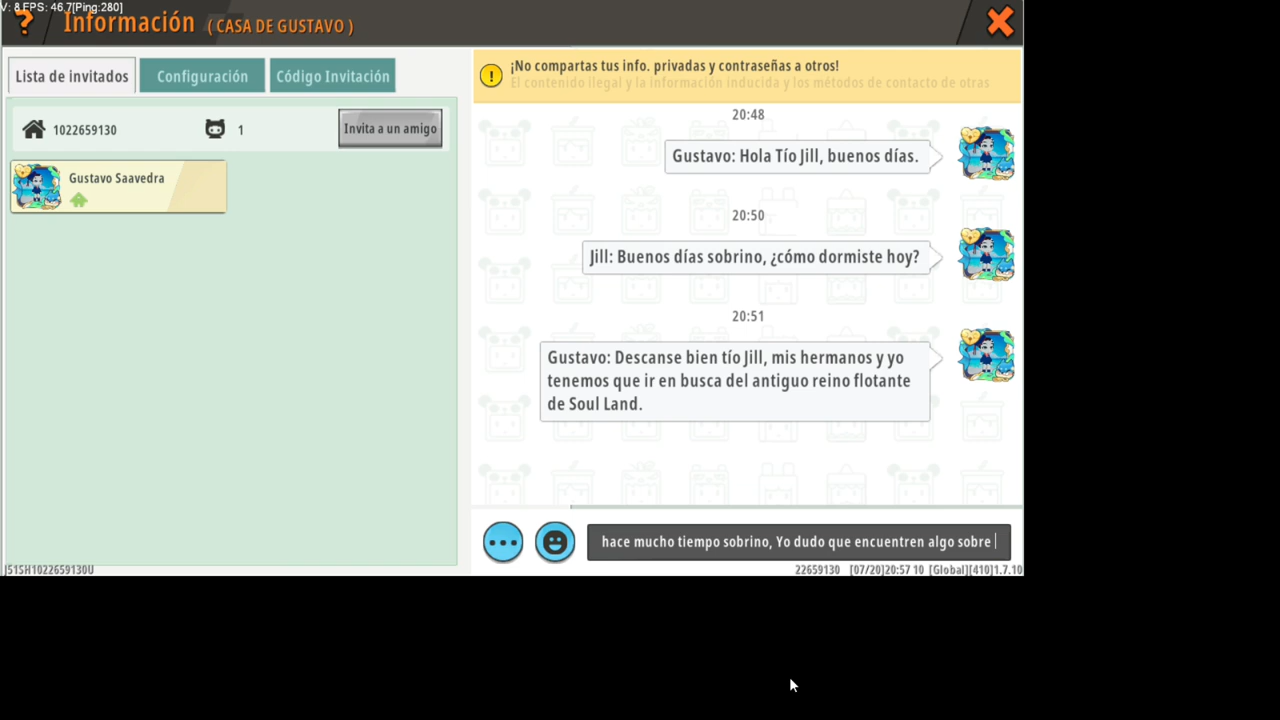 V: 8 FPS: 46.7[Ping:280]
Información ( CASA DE GUSTAVO )
Lista de invitados
Configuración
Código Invitación
1022659130
1
Invita a un amigo
Gustavo Saavedra
¡No compartas tus info. privadas y contraseñas a otros!
El contenido ilegal y la información inducida y los métodos de contacto de otras
20:48
Gustavo: Hola Tío Jill, buenos días.
20:50
Jill: Buenos días sobrino, ¿cómo dormiste hoy?
20:51
Gustavo: Descanse bien tío Jill, mis hermanos y yo
tenemos que ir en busca del antiguo reino flotante
de Soul Land.
hace mucho tiempo sobrino, Yo dudo que encuentren algo sobre
J51SH1022659130U
22659130 [07/20]20:57 10 [Global][410]1.7.10